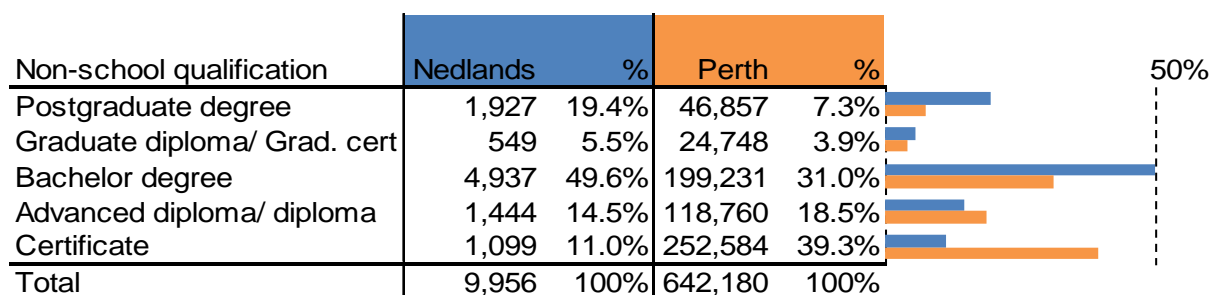 Non-school qualification Nedlands % Perth % 50%
Postgraduate degree 1,927 19.4% 46,857 7.3%
Graduate diploma/ Grad. cert 549 5.5% 24,748 3.9%
Bachelor degree 4,937 49.6% 199,231 31.0%
Advanced diploma/ diploma 1,444 14.5% 118,760 18.5%
Certificate 1,099 11.0% 252,584 39.3%
Total 9,956 100% 642,180 100%